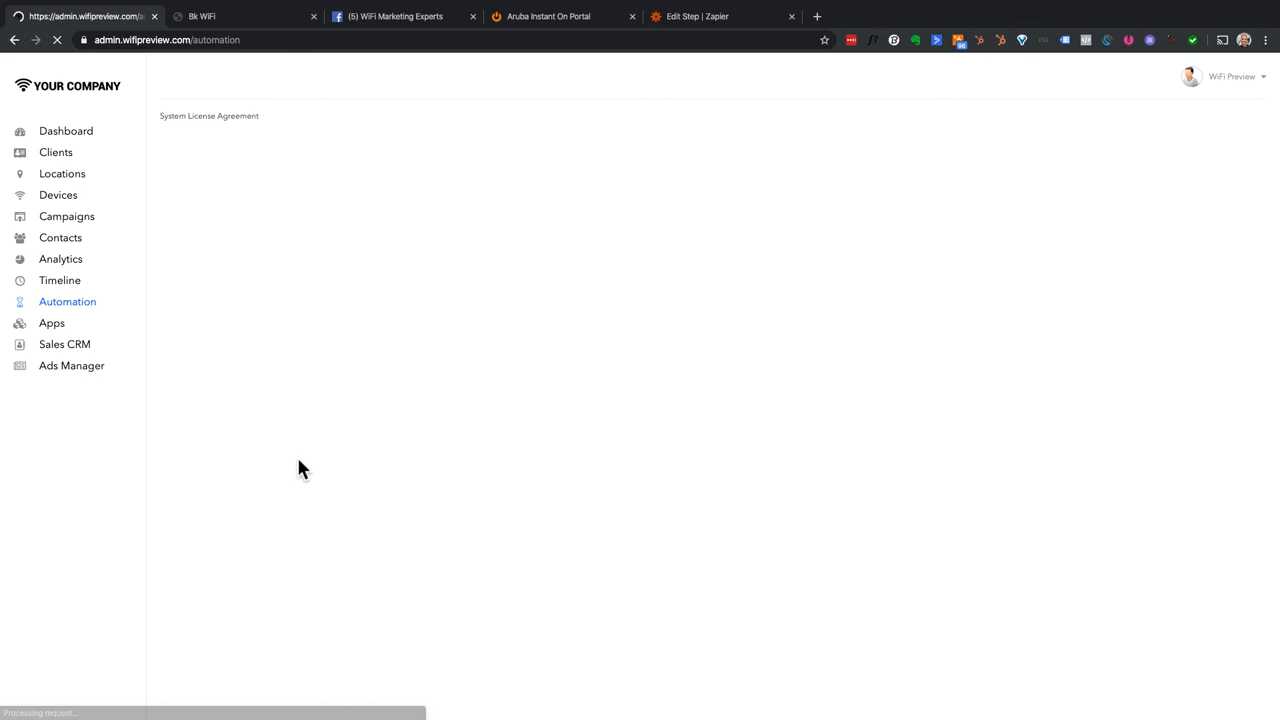 https://admin.wifipreview.com/a
Bk WiFi
(5) WiFi Marketing Experts
Aruba Instant On Portal
Edit Step | Zapier
admin.wifipreview.com/automation
f?
CSS
96
YOUR COMPANY
WiFi Preview
System License Agreement
Dashboard
Clients
Locations
Devices
Campaigns
Contacts
Analytics
Timeline
Automation
Apps
Sales CRM
Ads Manager
Processing request...